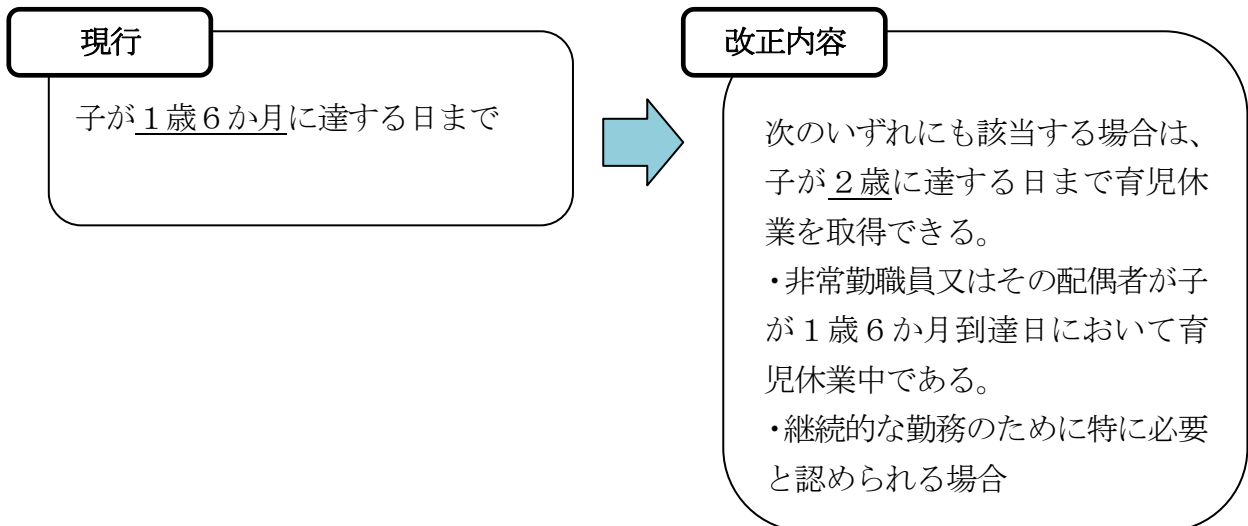 現行
子が１歳６か月に達する日まで
改正内容
次のいずれにも該当する場合は、
子が２歳に達する日まで育児休
業を取得できる。
・非常勤職員又はその配偶者が子
が１歳６か月到達日において育
児休業中である。
・継続的な勤務のために特に必要
と認められる場合